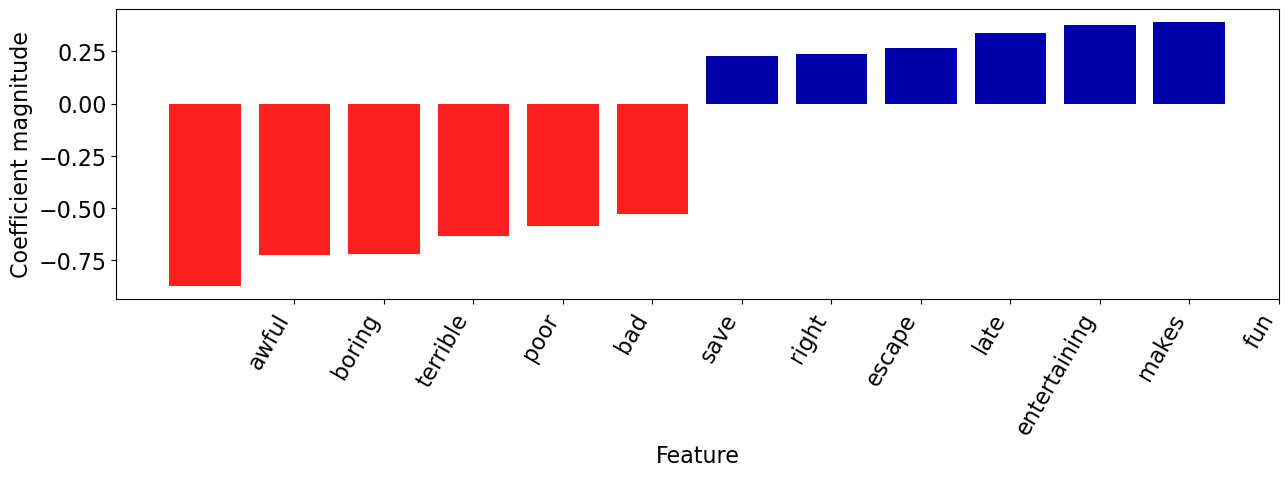 Coefficient magnitude
0.25
0.00
−0.25
−0.50
−0.75
awful
boring
terrible
poor
bad
save
right
escape
late
entertaining
makes
fun
Feature